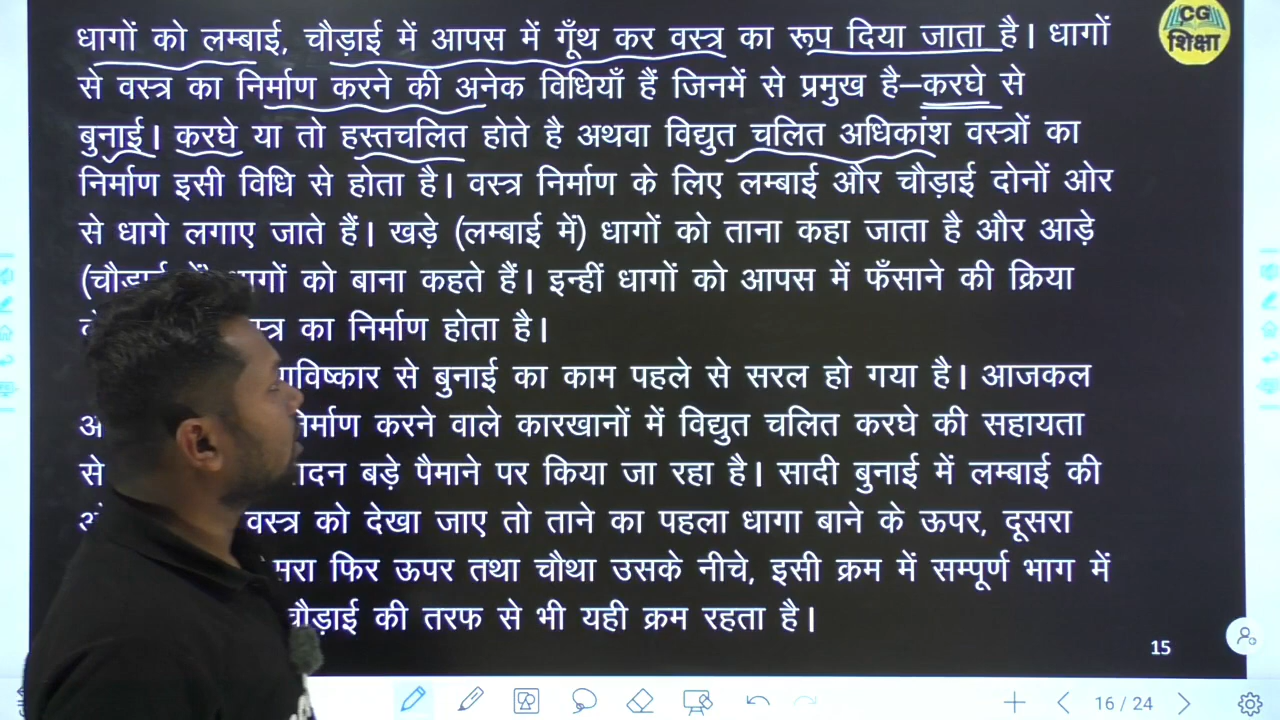 धागों को लम्बाई, चौड़ाई में आपस में गूँथ कर वस्त्र का रूप दिया जाता है। धागों
CG
शिक्षा
से वस्त्र का निर्माण करने की अनेक विधियाँ हैं जिनमें से प्रमुख है–करघे से
बुनाई। करघे या तो हस्तचलित होते है अथवा विद्युत चलित अधिकांश वस्त्रों का
निर्माण इसी विधि से होता है। वस्त्र निर्माण के लिए लम्बाई और चौड़ाई दोनों ओर
से धागे लगाए जाते हैं। खड़े (लम्बाई में) धागों को ताना कहा जाता है और आड़े
को बाना कहते हैं। इन्हीं धागों को आपस में फँसाने की क्रिया
का निर्माण होता है।
से बुनाई का काम पहले से सरल हो गया है। आजकल
करने वाले कारखानों में विद्युत चलित करघे की सहायता
से बड़े पैमाने पर किया जा रहा है। सादी बुनाई में लम्बाई की
वस्त्र को देखा जाए तो ताने का पहला धागा बाने के ऊपर, दूसरा
फिर ऊपर तथा चौथा उसके नीचे, इसी क्रम में सम्पूर्ण भाग में
चौड़ाई की तरफ से भी यही क्रम रहता है।
15
16 / 24